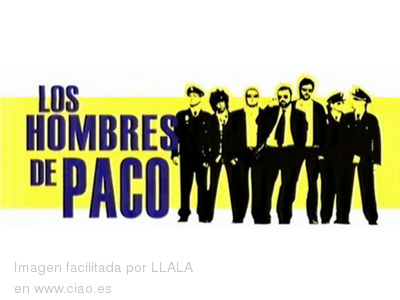 LOS
HOMBRES
DE PACO
Imagen facilitada por LLALA
en www.ciao.es